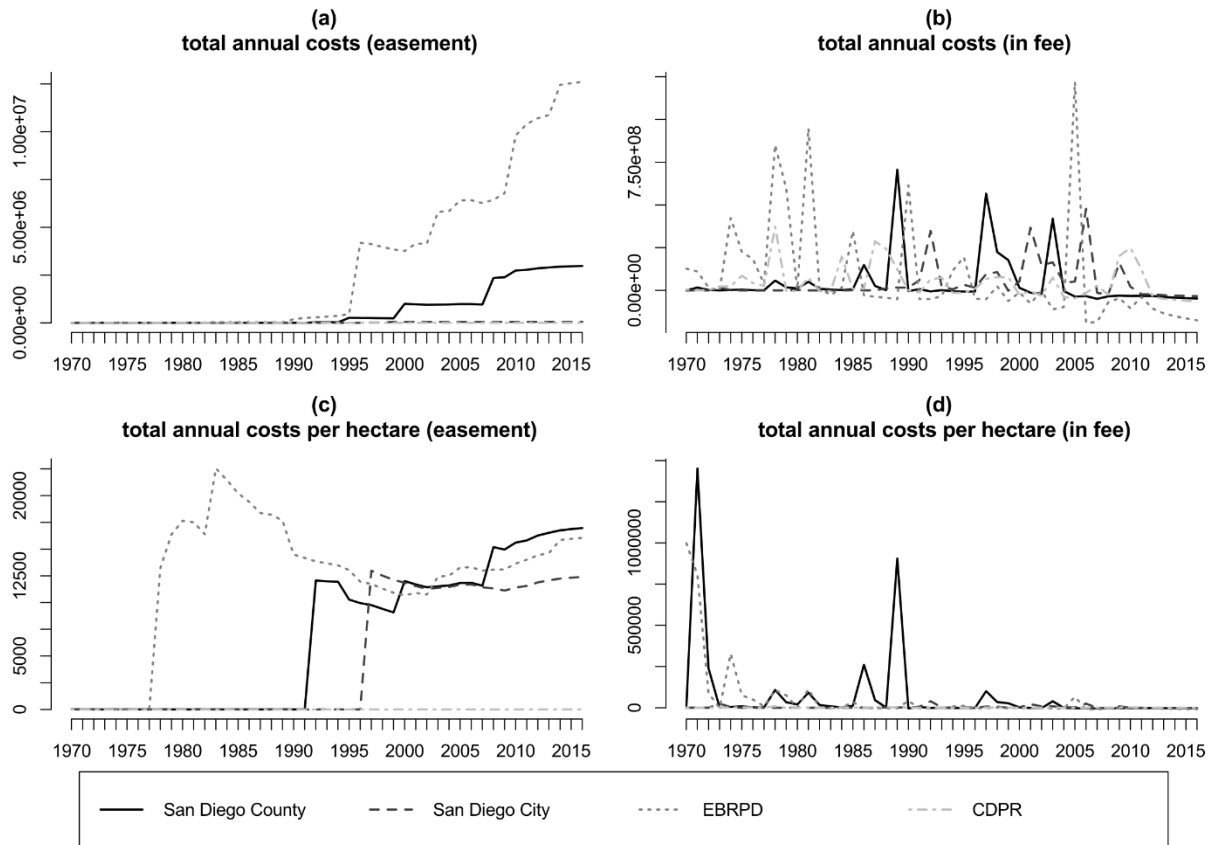 (a)
total annual costs (easement)
0.00e+00 5.00e+06 1.00e+07
1970 1975 1980 1985 1990 1995 2000 2005 2010 2015
(b)
total annual costs (in fee)
0.00e+00 7.50e+08
1970 1975 1980 1985 1990 1995 2000 2005 2010 2015
(c)
total annual costs per hectare (easement)
0 5000 12500 20000
1970 1975 1980 1985 1990 1995 2000 2005 2010 2015
(d)
total annual costs per hectare (in fee)
0 500000 1000000
1970 1975 1980 1985 1990 1995 2000 2005 2010 2015
San Diego County San Diego City EBRPD CDPR